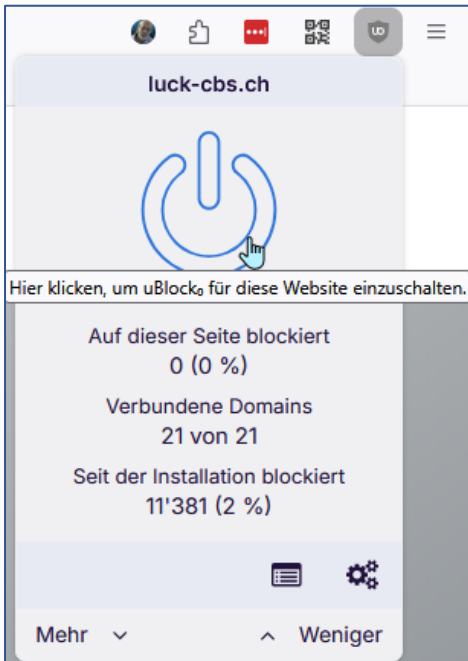 luck-cbs.ch
Hier klicken, um uBlock₀ für diese Website einzuschalten.
Auf dieser Seite blockiert
0 (0 %)
Verbundene Domains
21 von 21
Seit der Installation blockiert
11'381 (2 %)
Mehr
Weniger